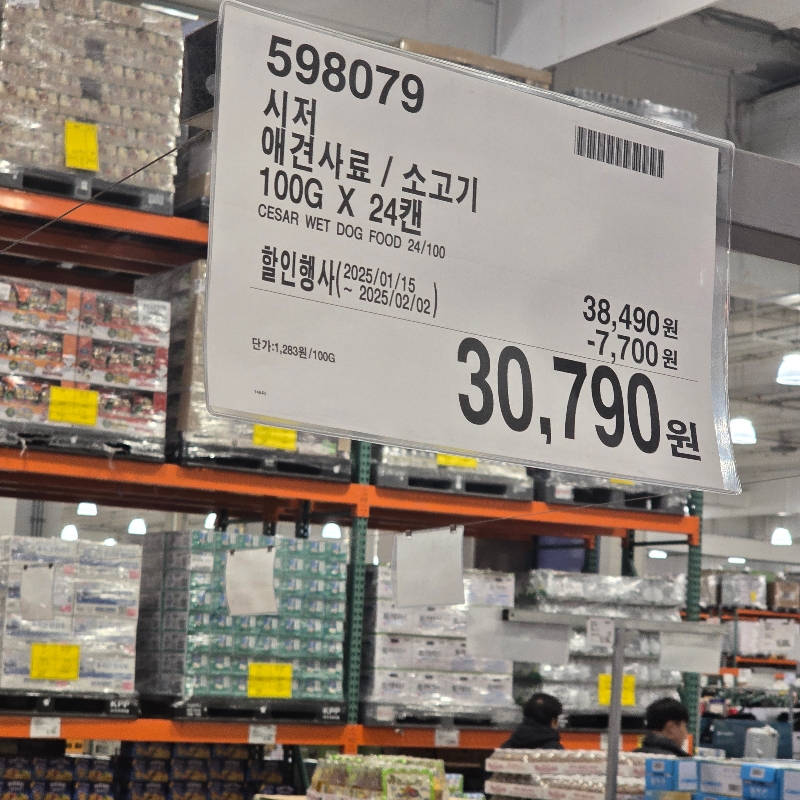 598079
시저
애견사료 / 소고기
100G X 24캔
CESAR WET DOG FOOD 24/100
할인행사(2025/01/15
~ 2025/02/02)
38,490원
-7,700원
단가:1,283원/100G
30,790원
KPP
KPP